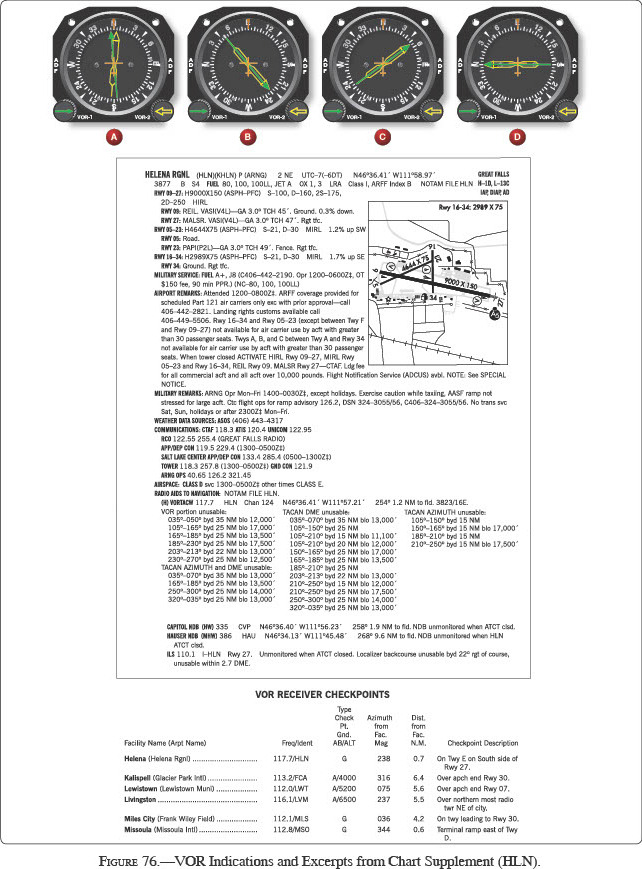 ADF
ADF
VOR-1
VOR-2
ADF
ADF
VOR-1
VOR-2
ADF
ADF
VOR-1
VOR-2
ADF
ADF
VOR-1
VOR-2
A
B
C
D
HELENA RGNL (HLN)(KHLN) P (ARNG) 2 NE UTC–7(–6DT) N46°36.41´ W111°58.97´ GREAT FALLS
3877 B S4 FUEL 80, 100, 100LL, JET A OX 1, 3 LRA Class I, ARFF Index B NOTAM FILE HLN H–1D, L–13C
RWY 09–27: H9000X150 (ASPH–PFC) S–100, D–160, 2S–175, IAP, DIAP, AD
2D–250 HIRL
RWY 09: REIL. VASI(V4L)—GA 3.0° TCH 45´. Ground. 0.3% down.
RWY 27: MALSR. VASI(V4L)—GA 3.0° TCH 47´. Rgt tfc.
RWY 05–23: H4644X75 (ASPH–PFC) S–21, D–30 MIRL 1.2% up SW
RWY 05: Road.
RWY 23: PAPI(P2L)—GA 3.0° TCH 49´. Fence. Rgt tfc.
RWY 16–34: H2989X75 (ASPH–PFC) S–21, D–30 MIRL 1.7% up SE
RWY 34: Ground. Rgt tfc.
MILITARY SERVICE: FUEL A+, J8 (C406–442–2190. Opr 1200–0600Z‡, OT
$150 fee, 90 min PPR.) (NC–80, 100, 100LL)
AIRPORT REMARKS: Attended 1200–0800Z‡. ARFF coverage provided for
scheduled Part 121 air carriers only exc with prior approval—call
406–442–2821. Landing rights customs available call
406–449–5506. Rwy 16–34 and Rwy 05–23 (except between Twy F
and Rwy 09–27) not available for air carrier use by acft with greater
than 30 passenger seats. Twys A, B, and C between Twy A and Rwy 34
not available for air carrier use by acft with greater than 30 passenger
seats. When tower closed ACTIVATE HIRL Rwy 09–27, MIRL Rwy
05–23 and Rwy 16–34, REIL Rwy 09. MALSR Rwy 27—CTAF. Ldg fee
for all commercial acft and all acft over 10,000 pounds. Flight Notification Service (ADCUS) avbl. NOTE: See SPECIAL
NOTICE.
Rwy 16-34: 2989 X 75
4644 X 75
9000 X 150
MILITARY REMARKS: ARNG Opr Mon–Fri 1400–0030Z‡, except holidays. Exercise caution while taxiing, AASF ramp not
stressed for large acft. Ctc flight ops for ramp advisory 126.2, DSN 324–3055/56, C406–324–3055/56. No trans svc
Sat, Sun, holidays or after 2300Z‡ Mon–Fri.
WEATHER DATA SOURCES: ASOS (406) 443–4317
COMMUNICATIONS: CTAF 118.3 ATIS 120.4 UNICOM 122.95
RCO 122.55 255.4 (GREAT FALLS RADIO)
APP/DEP CON 119.5 229.4 (1300–0500Z‡)
SALT LAKE CENTER APP/DEP CON 133.4 285.4 (0500–1300Z‡)
TOWER 118.3 257.8 (1300–0500Z‡) GND CON 121.9
ARNG OPS 40.65 126.2 321.45
AIRSPACE: CLASS D svc 1300–0500Z‡ other times CLASS E.
RADIO AIDS TO NAVIGATION: NOTAM FILE HLN.
(H) VORTACW 117.7 HLN Chan 124 N46°36.41´ W111°57.21´ 254° 1.2 NM to fld. 3823/16E.
VOR portion unusable:
035°–050° byd 35 NM blo 12,000´
105°–165° byd 25 NM blo 17,000´
165°–185° byd 25 NM blo 13,500´
185°–230° byd 25 NM blo 17,500´
203°–213° byd 22 NM blo 13,000´
230°–270° byd 25 NM blo 12,500´
TACAN AZIMUTH and DME unusable:
035°–070° byd 35 NM blo 13,000´
165°–185° byd 25 NM blo 13,500´
250°–300° byd 25 NM blo 14,000´
320°–035° byd 25 NM blo 13,000´
TACAN DME unusable:
035°–070° byd 35 NM blo 13,000´
105°–150° byd 25 NM
105°–210° byd 15 NM blo 11,100´
105°–210° byd 20 NM blo 12,000´
150°–165° byd 25 NM blo 17,000´
165°–185° byd 25 NM blo 13,500´
185°–210° byd 25 NM
203°–213° byd 22 NM blo 13,000´
210°–250° byd 15 NM blo 12,000´
210°–250° byd 25 NM blo 17,500´
250°–300° byd 25 NM blo 14,000´
320°–035° byd 25 NM blo 13,000´
TACAN AZIMUTH unusable:
105°–150° byd 15 NM
150°–165° byd 15 NM blo 17,000´
185°–210° byd 15 NM
210°–250° byd 15 NM blo 17,500´
CAPITOL NDB (HW) 335 CVP N46°36.40´ W111°56.23´ 258° 1.9 NM to fld. NDB unmonitored when ATCT clsd.
HAUSER NDB (MHW) 386 HAU N46°34.13´ W111°45.48´ 268° 9.6 NM to fld. NDB unmonitored when HLN
ATCT clsd.
ILS 110.1 I–HLN Rwy 27. Unmonitored when ATCT closed. Localizer backcourse unusable byd 22° rgt of course,
unusable within 2.7 DME.
VOR RECEIVER CHECKPOINTS
Facility Name (Arpt Name) Freq/Ident Type Check Pt. Gnd. AB/ALT Azimuth from Fac. Mag Dist. from Fac. N.M. Checkpoint Description
Helena (Helena Rgnl) 117.7/HLN G 238 0.7 On Twy E on South side of
Rwy 27.
Kalispell (Glacier Park Intl) 113.2/FCA A/4000 316 6.4 Over apch end Rwy 30.
Lewistown (Lewistown Muni) 112.0/LWT A/5200 075 5.6 Over apch end Rwy 07.
Livingston 116.1/LVM A/6500 237 5.5 Over northern most radio
twr NE of city.
Miles City (Frank Wiley Field) 112.1/MLS G 036 4.2 On twy leading to Rwy 30.
Missoula (Missoula Intl) 112.8/MSO G 344 0.6 Terminal ramp east of Twy
D.
FIGURE 76.—VOR Indications and Excerpts from Chart Supplement (HLN).